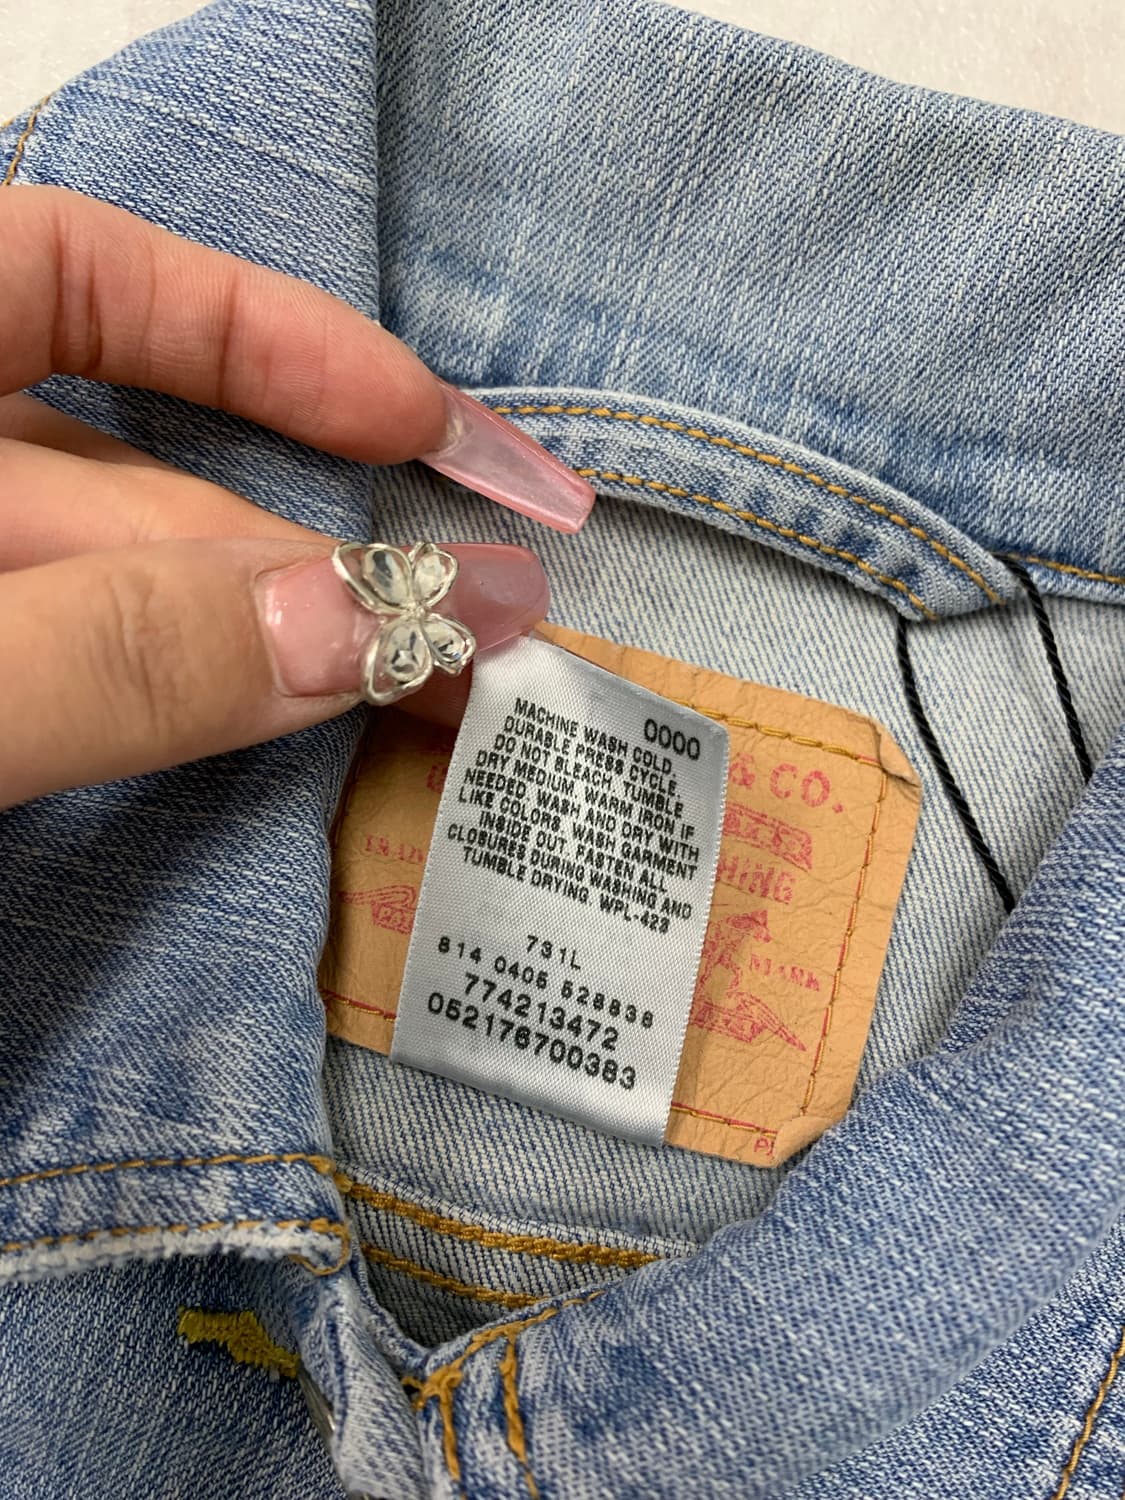 0000
MACHINE WASH COLD,
DURABLE PRESS CYCLE.
DO NOT BLEACH, TUMBLE
DRY MEDIUM, WARM IRON IF
NEEDED, WASH AND DRY WITH
LIKE COLORS, WASH GARMENT
INSIDE OUT, FASTEN ALL
CLOSURES DURING WASHING AND
TUMBLE DRYING. WPL-423
731L
814 0405 528836
774213472
052176700383
& CO.
HING
MARK